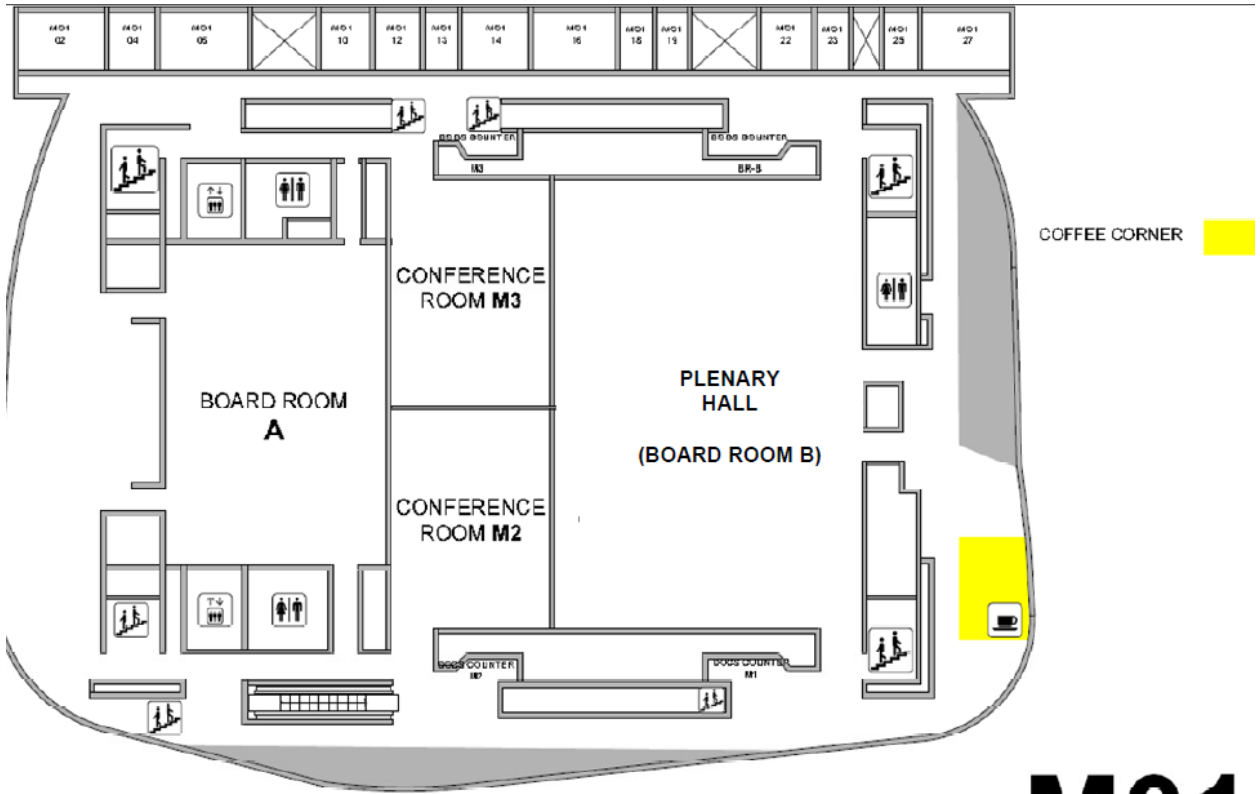 M01 02
M01 04
M01 05
M01 10
M01 12
M01 13
M01 14
M01 16
M01 18
M01 19
M01 22
M01 23
M01 25
M01 27
DOCS COUNTER
M3
DOCS COUNTER
BR-B
COFFEE CORNER
CONFERENCE
ROOM M3
PLENARY
HALL
(BOARD ROOM B)
BOARD ROOM
A
CONFERENCE
ROOM M2
DOCS COUNTER
M2
DOCS COUNTER
M1
M01